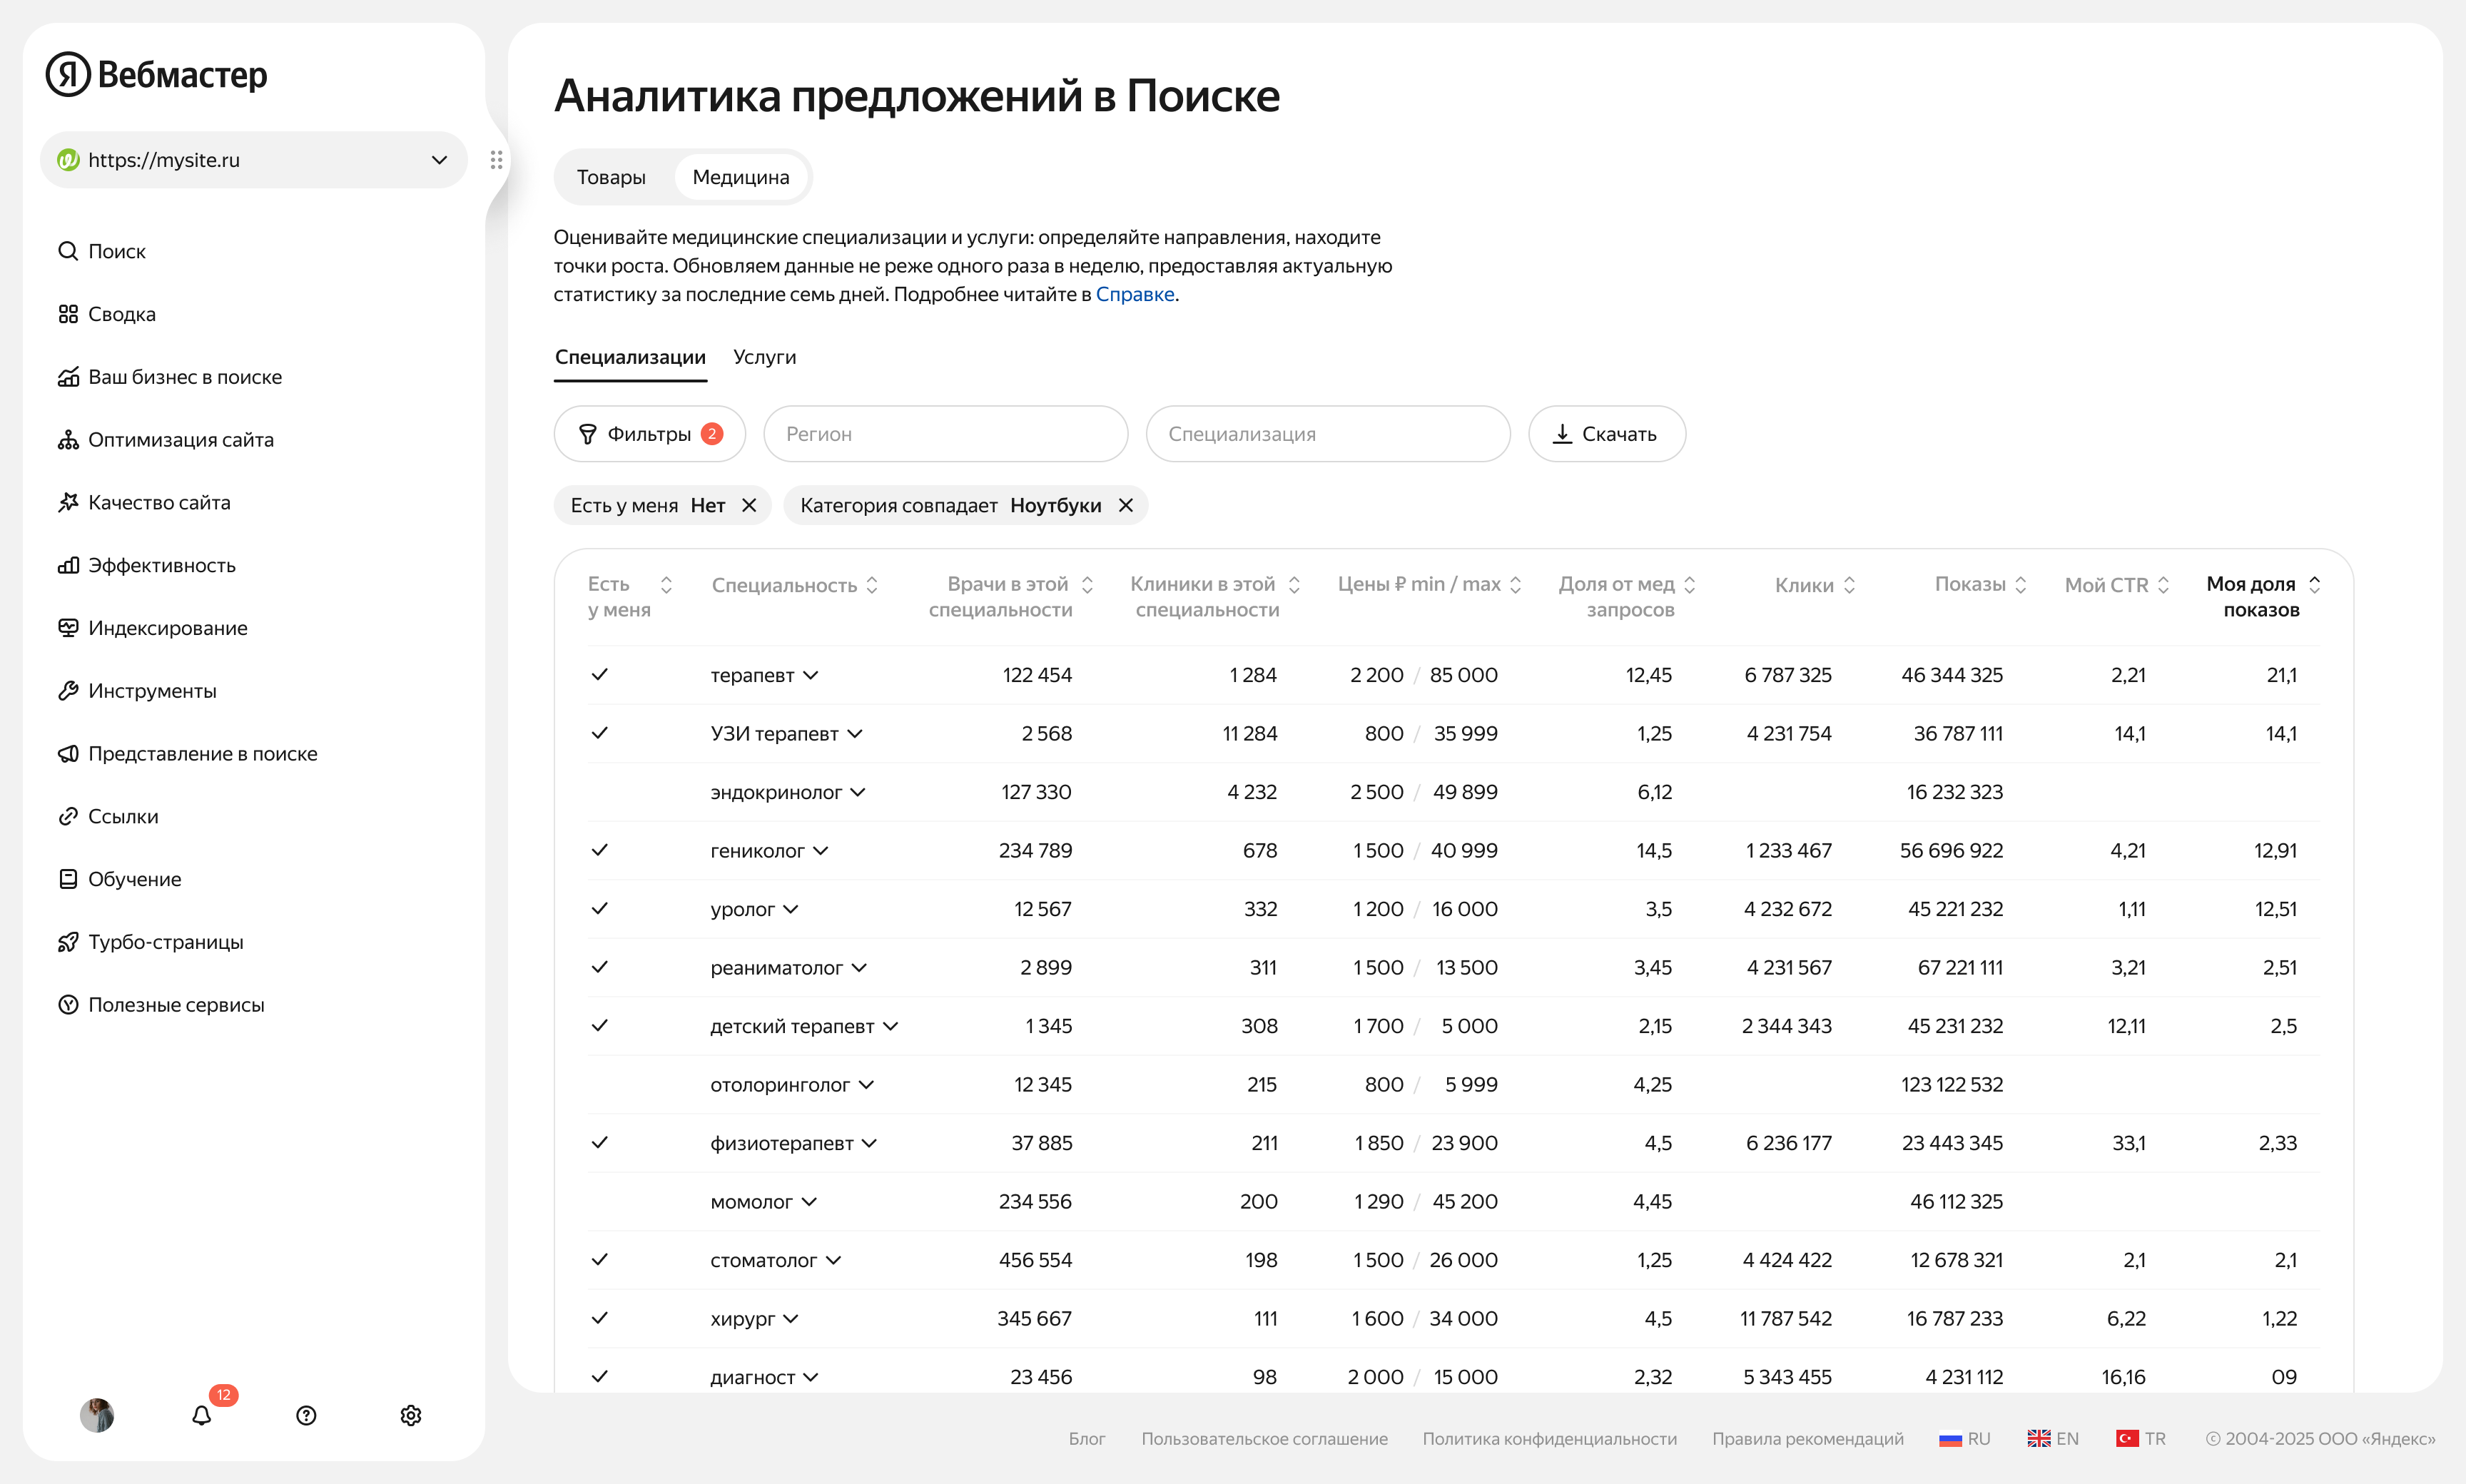 Я Вебмастер
https://mysite.ru
Поиск
Сводка
Ваш бизнес в поиске
Оптимизация сайта
Качество сайта
Эффективность
Индексирование
Инструменты
Представление в поиске
Ссылки
Обучение
Турбо-страницы
Полезные сервисы
12
Аналитика предложений в Поиске
Товары Медицина
Оценивайте медицинские специализации и услуги: определяйте направления, находите
точки роста. Обновляем данные не реже одного раза в неделю, предоставляя актуальную
статистику за последние семь дней. Подробнее читайте в Справке.
Специализации Услуги
Фильтры 2 Регион Специализация Скачать
Есть у меня Нет Категория совпадает Ноутбуки
Есть Специальность Врачи в этой Клиники в этой Цены ₽ min / max Доля от мед Клики Показы Мой CTR Моя доля
у меня специальности специальности запросов показов
терапевт 122 454 1 284 2 200 / 85 000 12,45 6 787 325 46 344 325 2,21 21,1
УЗИ терапевт 2 568 11 284 800 / 35 999 1,25 4 231 754 36 787 111 14,1 14,1
эндокринолог 127 330 4 232 2 500 / 49 899 6,12 16 232 323
гениколог 234 789 678 1 500 / 40 999 14,5 1 233 467 56 696 922 4,21 12,91
уролог 12 567 332 1 200 / 16 000 3,5 4 232 672 45 221 232 1,11 12,51
реаниматолог 2 899 311 1 500 / 13 500 3,45 4 231 567 67 221 111 3,21 2,51
детский терапевт 1 345 308 1 700 / 5 000 2,15 2 344 343 45 231 232 12,11 2,5
отолоринголог 12 345 215 800 / 5 999 4,25 123 122 532
физиотерапевт 37 885 211 1 850 / 23 900 4,5 6 236 177 23 443 345 33,1 2,33
момолог 234 556 200 1 290 / 45 200 4,45 46 112 325
стоматолог 456 554 198 1 500 / 26 000 1,25 4 424 422 12 678 321 2,1 2,1
хирург 345 667 111 1 600 / 34 000 4,5 11 787 542 16 787 233 6,22 1,22
диагност 23 456 98 2 000 / 15 000 2,32 5 343 455 4 231 112 16,16 09
Блог Пользовательское соглашение Политика конфиденциальности Правила рекомендаций RU EN TR © 2004-2025 ООО «Яндекс»